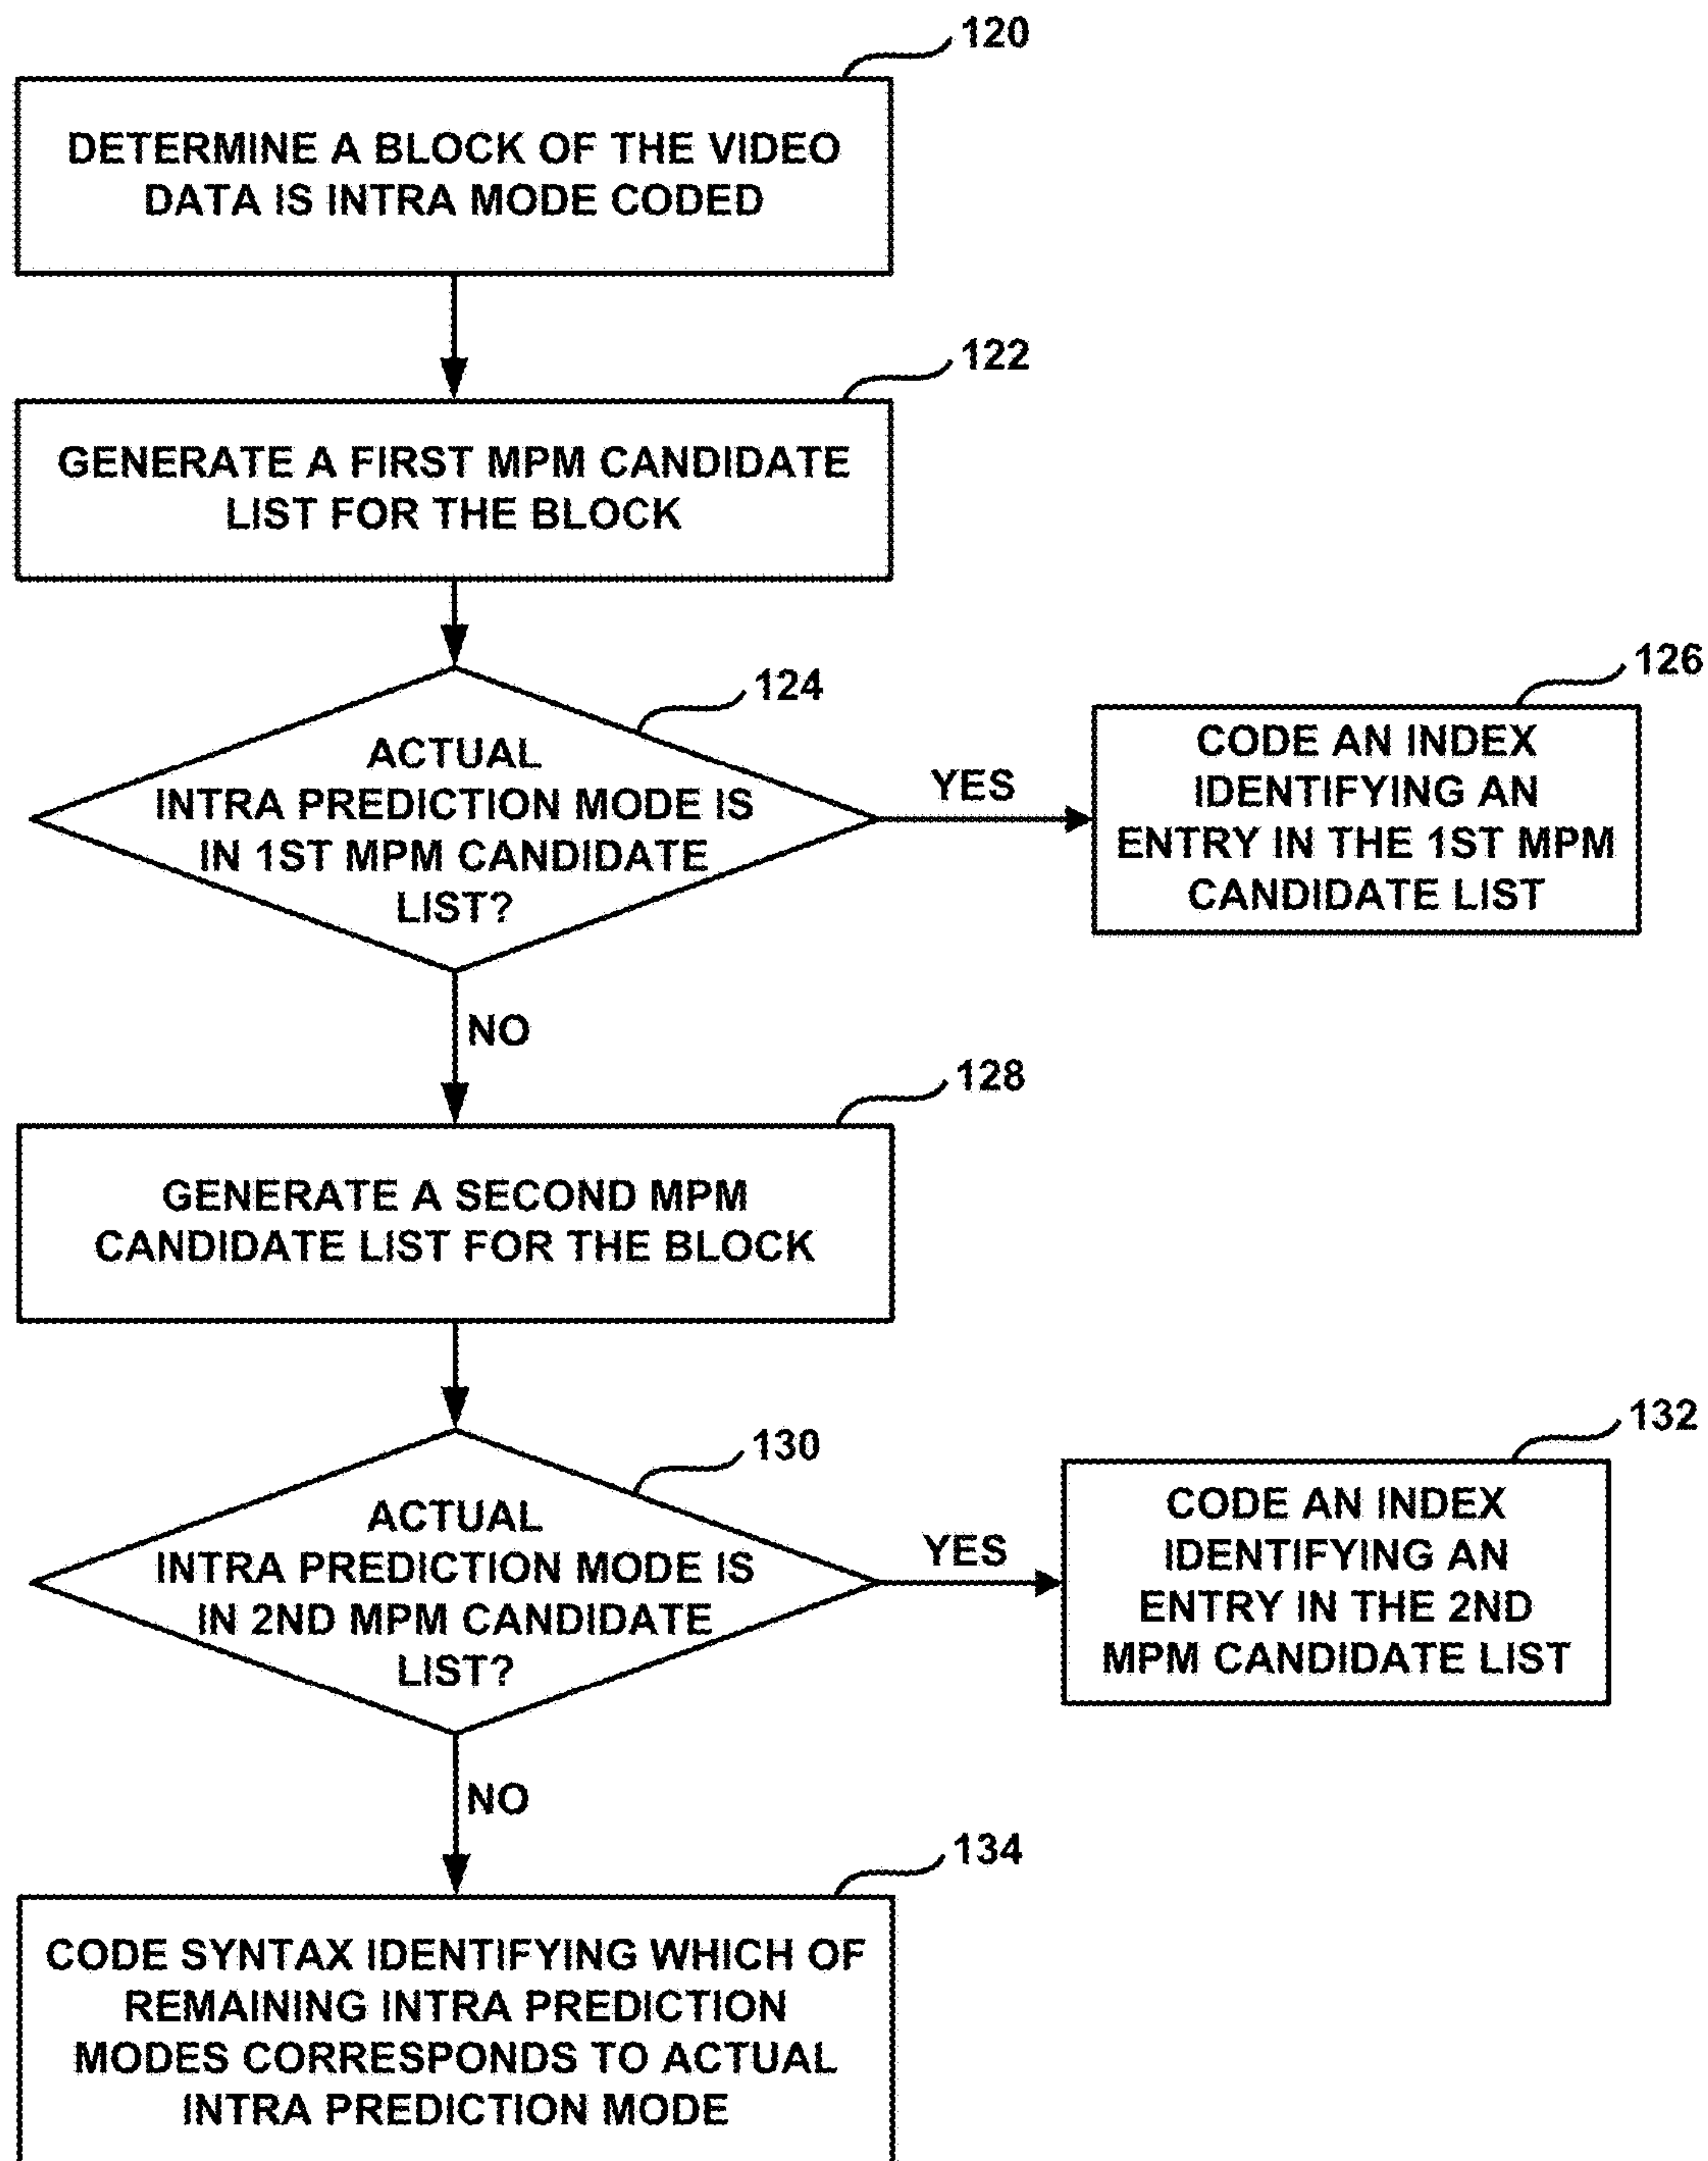 120
DETERMINE A BLOCK OF THE VIDEO
DATA IS INTRA MODE CODED
122
GENERATE A FIRST MPM CANDIDATE
LIST FOR THE BLOCK
124
ACTUAL
INTRA PREDICTION MODE IS
IN 1ST MPM CANDIDATE
LIST?
YES
126
CODE AN INDEX
IDENTIFYING AN
ENTRY IN THE 1ST MPM
CANDIDATE LIST
NO
128
GENERATE A SECOND MPM
CANDIDATE LIST FOR THE BLOCK
130
ACTUAL
INTRA PREDICTION MODE IS
IN 2ND MPM CANDIDATE
LIST?
YES
132
CODE AN INDEX
IDENTIFYING AN
ENTRY IN THE 2ND
MPM CANDIDATE LIST
NO
134
CODE SYNTAX IDENTIFYING WHICH OF
REMAINING INTRA PREDICTION
MODES CORRESPONDS TO ACTUAL
INTRA PREDICTION MODE